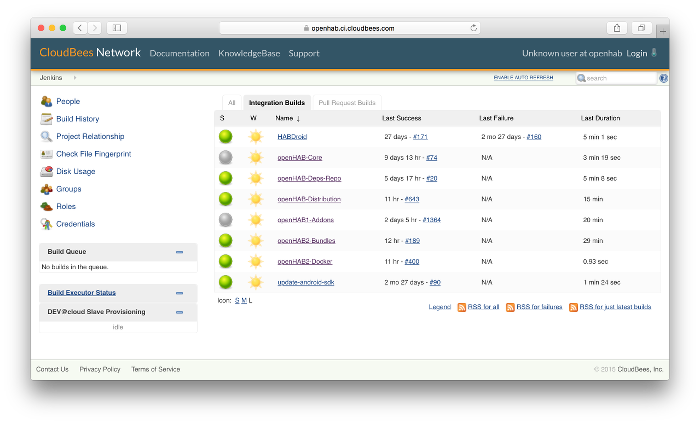 openhab.ci.cloudbees.com
CloudBees Network Documentation KnowledgeBase Support Unknown user at openhab Login
Jenkins ENABLE AUTO REFRESH search
People
Build History
Project Relationship
Check File Fingerprint
Disk Usage
Groups
Roles
Credentials
Build Queue
No builds in the queue.
Build Executor Status
DEV@cloud Slave Provisioning
idle
All Integration Builds Pull Request Builds
S W Name ↓ Last Success Last Failure Last Duration
HABDroid 27 days - #171 2 mo 27 days - #160 5 min 1 sec
openHAB-Core 9 days 13 hr - #74 N/A 3 min 19 sec
openHAB-Deps-Repo 5 days 17 hr - #20 N/A 5 min 8 sec
openHAB-Distribution 11 hr - #643 N/A 15 min
openHAB1-Addons 2 days 5 hr - #1364 N/A 20 min
openHAB2-Bundles 12 hr - #189 N/A 29 min
openHAB2-Docker 11 hr - #400 N/A 0.93 sec
update-android-sdk 2 mo 27 days - #90 N/A 1 min 24 sec
Icon: S M L
Legend RSS for all RSS for failures RSS for just latest builds
Contact Us Privacy Policy Terms of Service © 2016 CloudBees, Inc.